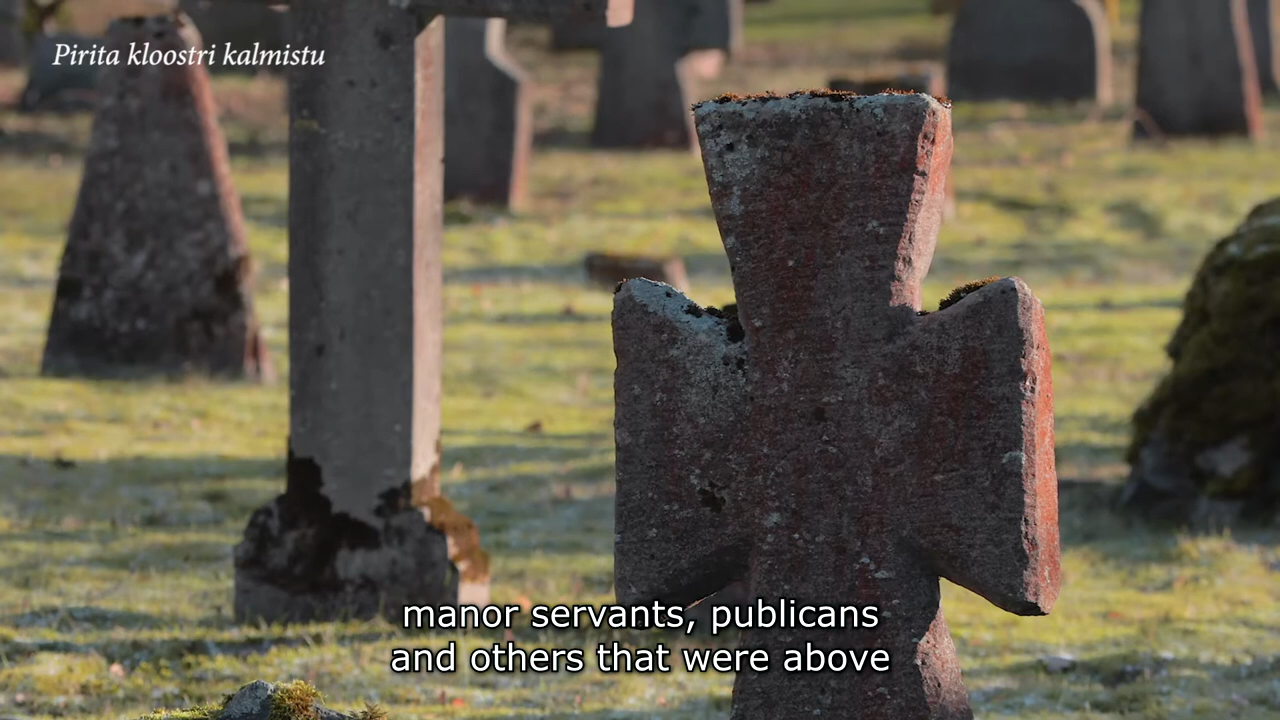 Pirita kloostri kalmistu
manor servants, publicans
and others that were above